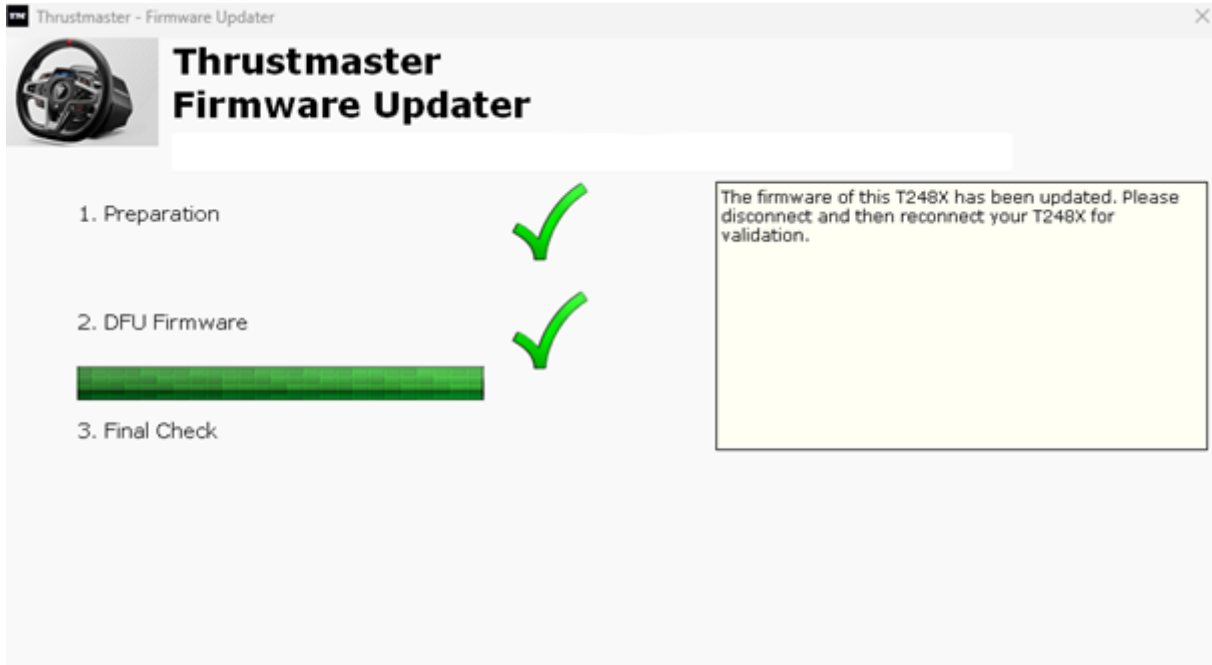 Thrustmaster - Firmware Updater
Thrustmaster
Firmware Updater
1. Preparation
2. DFU Firmware
3. Final Check
The firmware of this T248X has been updated. Please
disconnect and then reconnect your T248X for
validation.